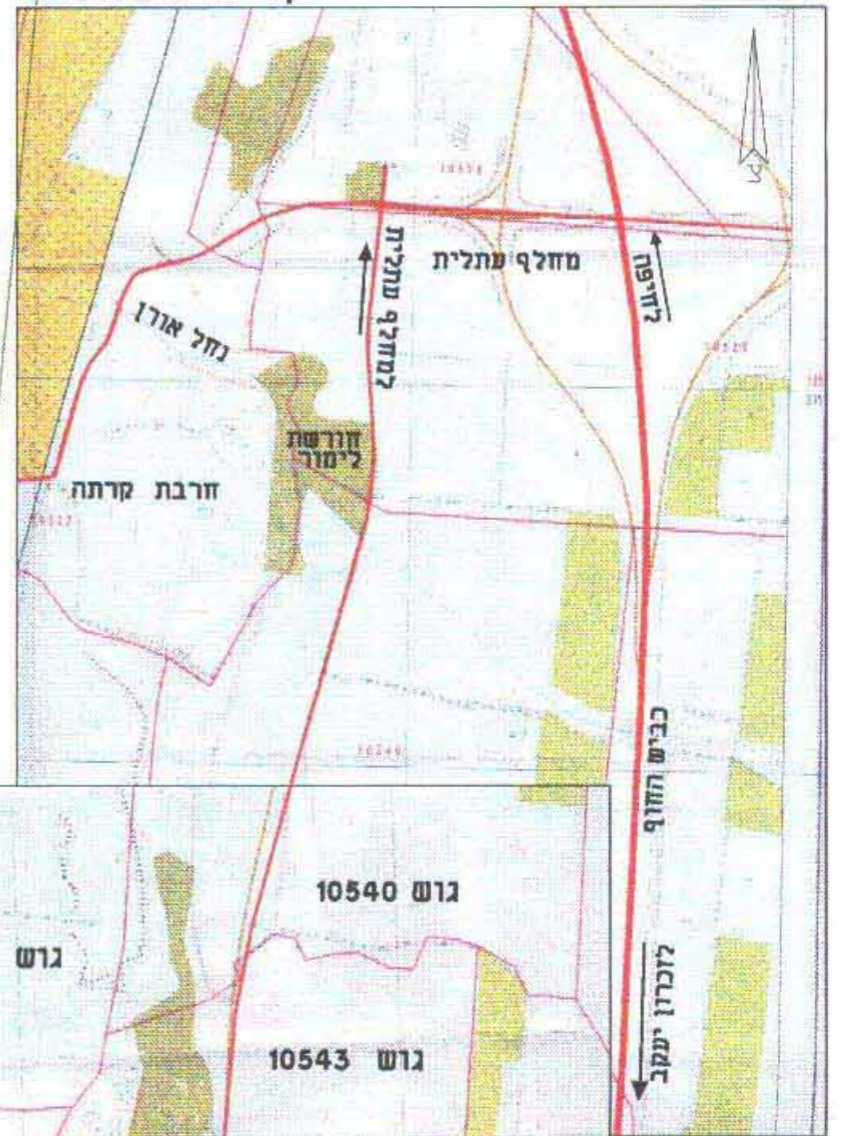 מחלף עתלית
למחלף עתלית
לחיפה
נחל אורן
חורשת
לימור
חרבת קרתה
כביש החוף
גוש 10540
גוש
לזכרון יעקב
גוש 10543